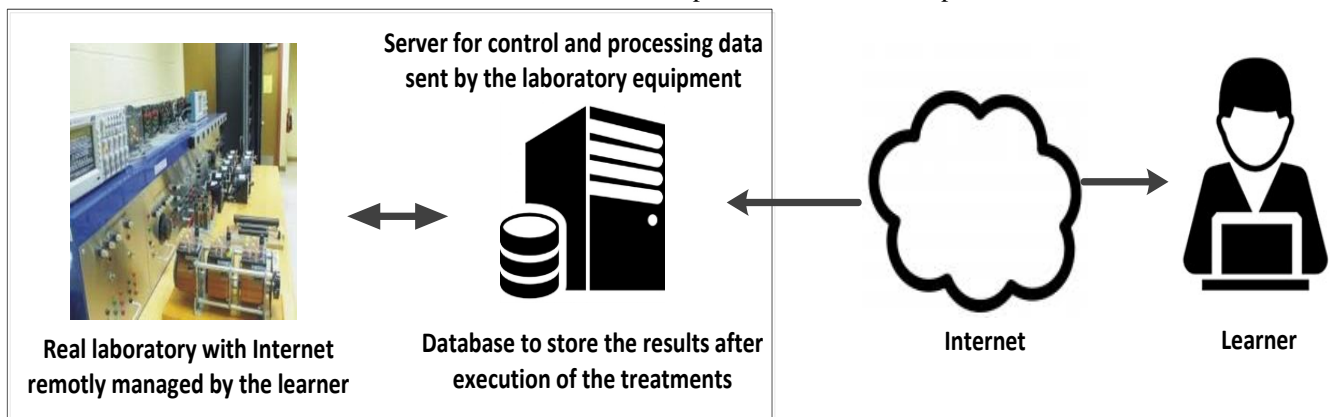 Server for control and processing data
sent by the laboratory equipment
Real laboratory with Internet
remotly managed by the learner
Database to store the results after
execution of the treatments
Internet
Learner